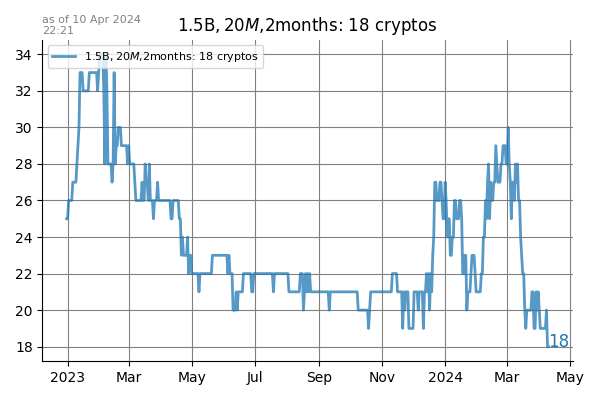 as of 10 Apr 2024
22:21
1.5B, 20M,2months: 18 cryptos
1.5B, 20M,2months: 18 cryptos
34
32
30
28
26
24
22
20
18
18
2023 Mar May Jul Sep Nov 2024 Mar May